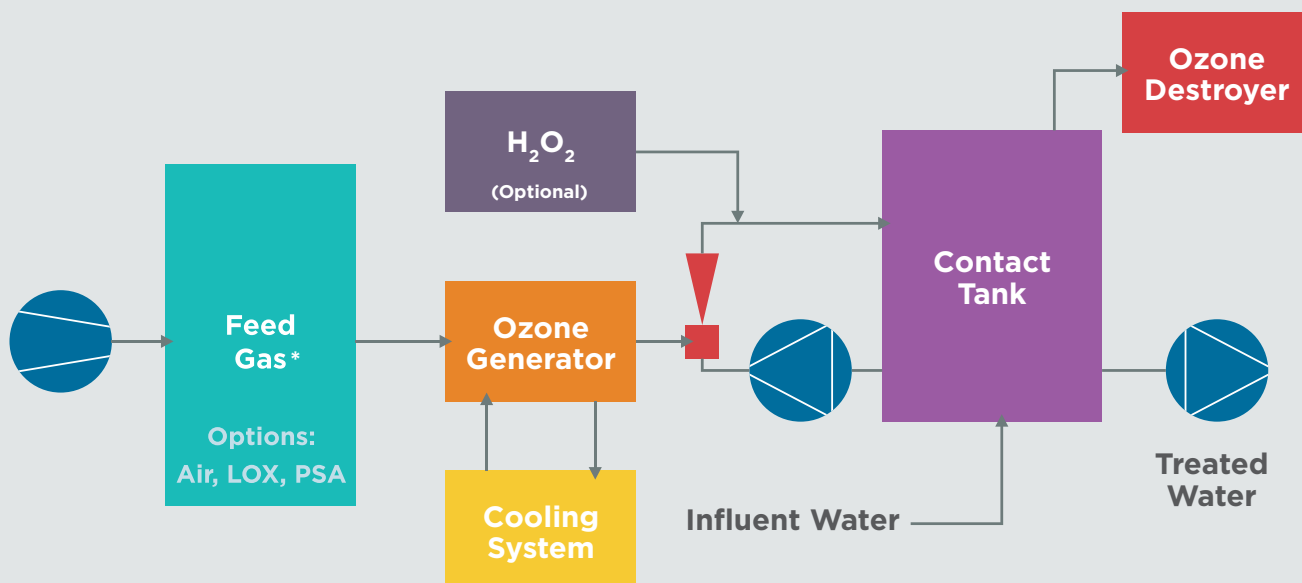 Ozone
Destroyer
H₂O₂
(Optional)
Contact
Tank
Feed
Gas*
Options:
Air, LOX, PSA
Ozone
Generator
Cooling
System
Influent Water
Treated
Water